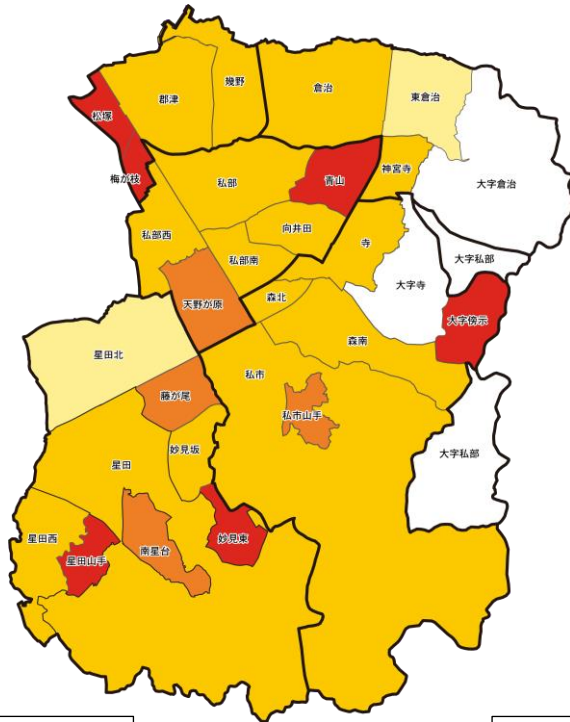 幾野
郡津
倉治
東倉治
松塚
梅が枝
私部
青山
神宮寺
大字倉治
私部西
向井田
寺
私部南
大字私部
大字寺
天野が原
森北
大字傍示
森南
星田北
私市
藤が尾
私市山手
妙見坂
大字私部
星田
星田西
妙見東
南星台
星田山手